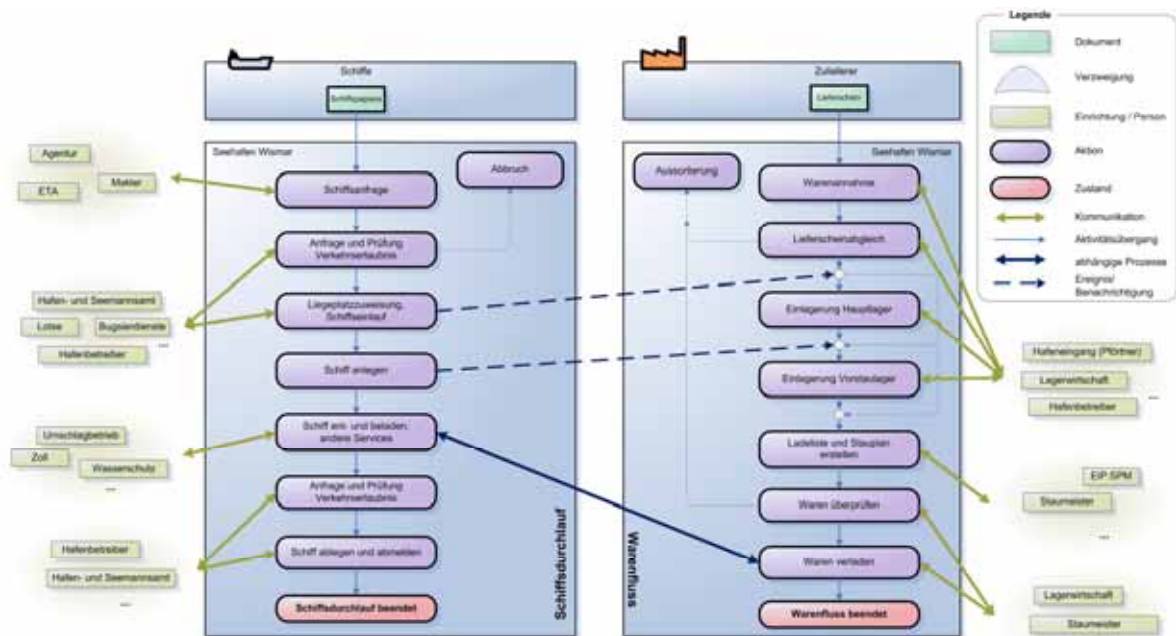 Schiffe
Schiffspapiere
Seehafen Wismar
Abbruch
Schiffsanfrage
Anfrage und Prüfung
Verkehrserlaubnis
Liegeplatzzuweisung,
Schiffseinlauf
Schiff anlegen
Schiff ent- und beladen,
andere Services
Anfrage und Prüfung
Verkehrserlaubnis
Schiff ablegen und abmelden
Schiffsdurchlauf beendet
Schiffsdurchlauf
Agentur
Makler
ETA
Hafen- und Seemannsamt
Lotse
Bugsierdienste
...
Hafenbetreiber
Umschlagbetrieb
Zoll
Wasserschutz
...
Hafenbetreiber
Hafen- und Seemannsamt
...
Zulieferer
Lieferschein
Seehafen Wismar
Aussortierung
Warenannahme
Lieferscheinabgleich
Einlagerung Hauptlager
Einlagerung Vorstaulager
Ladeliste und Stauplan
erstellen
Waren überprüfen
Waren verladen
Warenfluss beendet
Warenfluss
Legende
Dokument
Verzweigung
Einrichtung / Person
Aktion
Zustand
Kommunikation
Aktivitätsübergang
abhängige Prozesse
Ereignis/
Benachrichtigung
Hafeneingang (Pförtner)
Lagerwirtschaft
...
Hafenbetreiber
EIP:SPM
Staumeister
...
Lagerwirtschaft
Staumeister